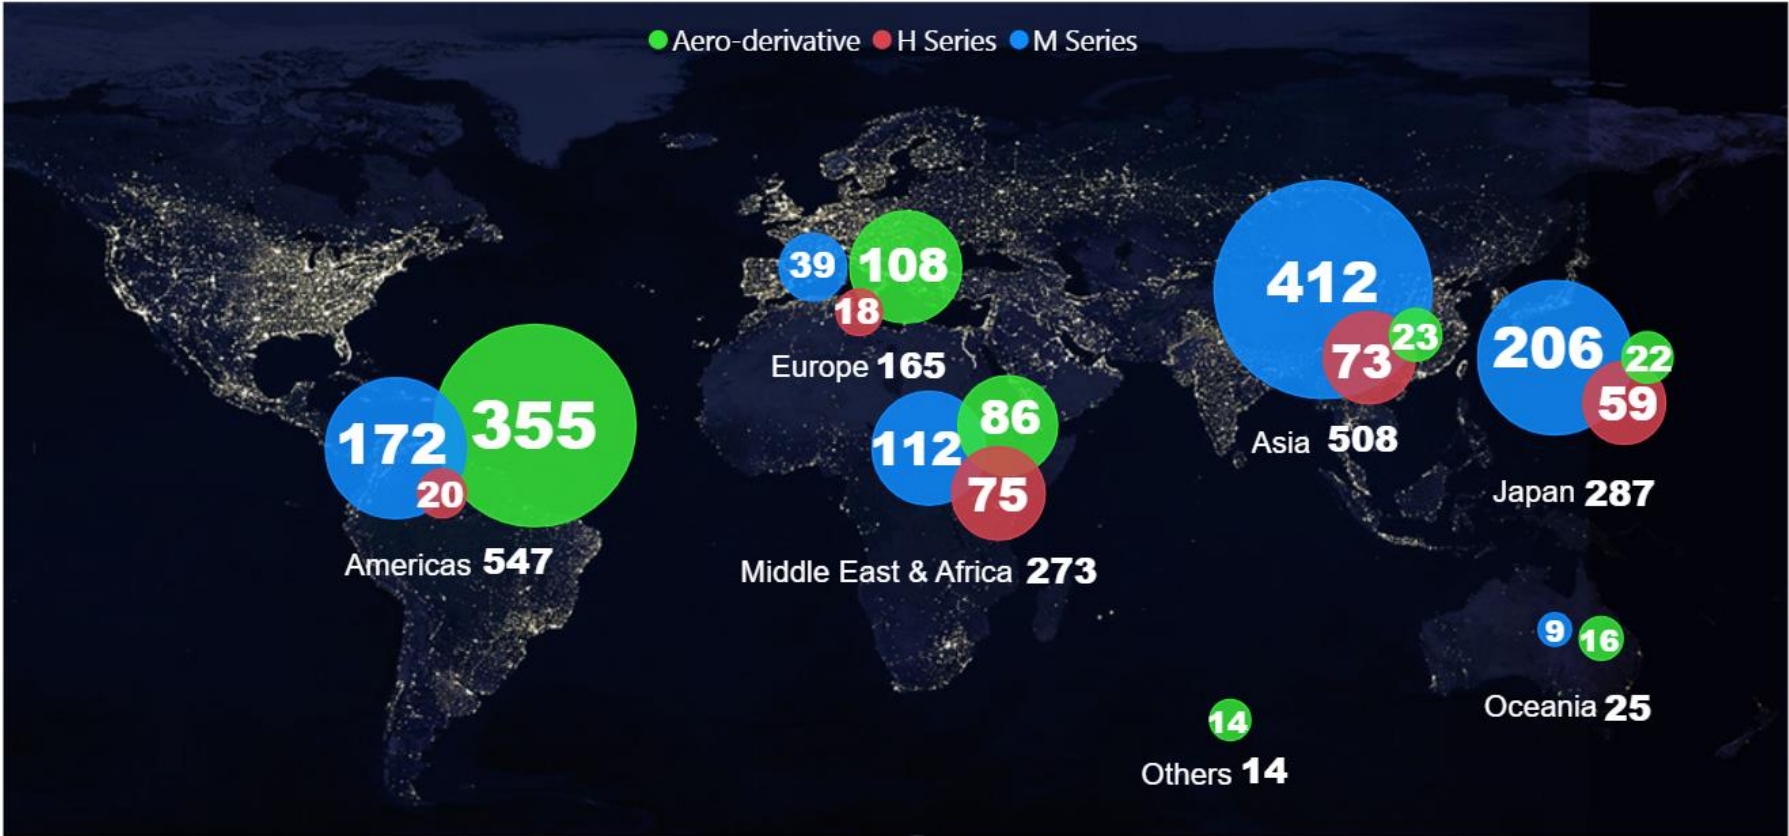 Aero-derivative H Series M Series
39 108
18
Europe 165
172 355
20
Americas 547
112 86
75
Middle East & Africa 273
412
73 23
Asia 508
206 22
59
Japan 287
9 16
Oceania 25
14
Others 14